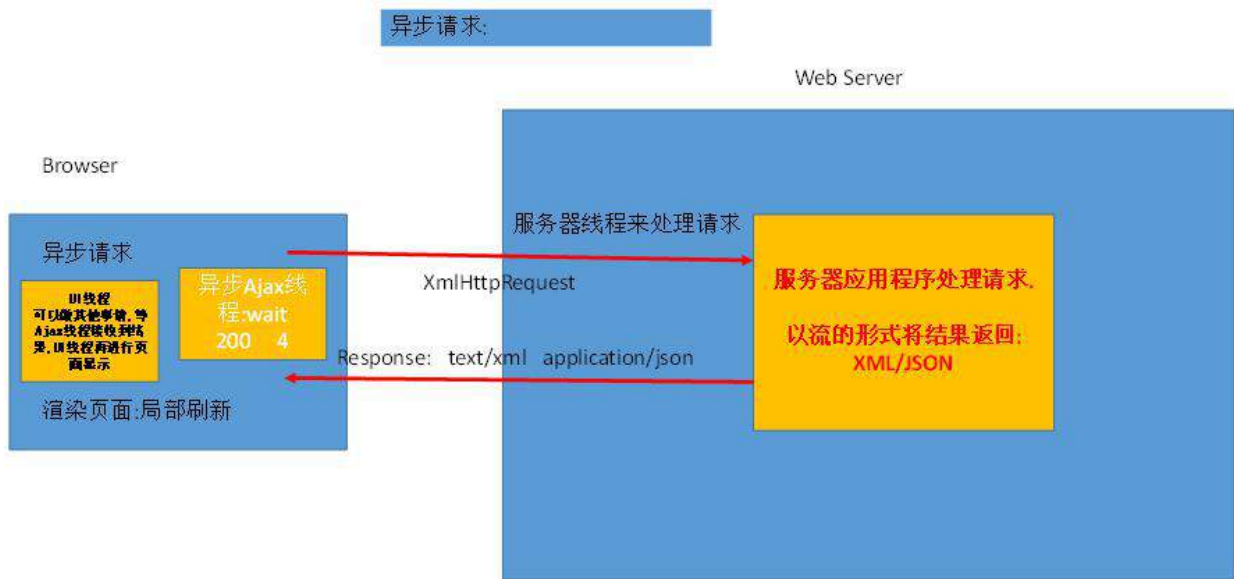 异步请求:
Web Server
Browser
异步请求
UI线程
可以做其他事情, 等
Ajax线程接收到结
果, UI线程再进行页
面显示
异步Ajax线
程:wait
200 4
渲染页面:局部刷新
服务器线程来处理请求
XmlHttpRequest
Response: text/xml application/json
服务器应用程序处理请求.
以流的形式将结果返回:
XML/JSON